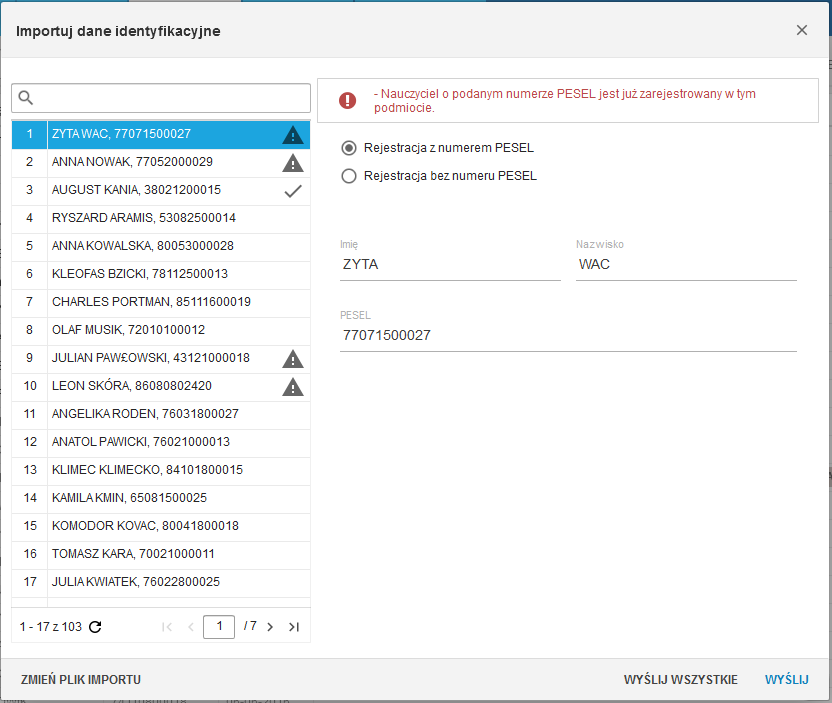 Importuj dane identyfikacyjne
- Nauczyciel o podanym numerze PESEL jest już zarejestrowany w tym
podmiocie.
1 ZYTA WAC, 77071500027
2 ANNA NOWAK, 77052000029
3 AUGUST KANIA, 38021200015
4 RYSZARD ARAMIS, 53082500014
5 ANNA KOWALSKA, 80053000028
6 KLEOFAS BZICKI, 78112500013
7 CHARLES PORTMAN, 85111600019
8 OLAF MUSIK, 72010100012
9 JULIAN PAW£OWSKI, 43121000018
10 LEON SKÓRA, 86080802420
11 ANGELIKA RODEN, 76031800027
12 ANATOL PAWICKI, 76021000013
13 KLIMEC KLIMECKO, 84101800015
14 KAMILA KMIN, 65081500025
15 KOMODOR KOVAC, 80041800018
16 TOMASZ KARA, 70021000011
17 JULIA KWIATEK, 76022800025
1 - 17 z 103
1 / 7
Rejestracja z numerem PESEL
Rejestracja bez numeru PESEL
Imię Nazwisko
ZYTA WAC
PESEL
77071500027
ZMIEŃ PLIK IMPORTU WYŚLIJ WSZYSTKIE WYŚLIJ